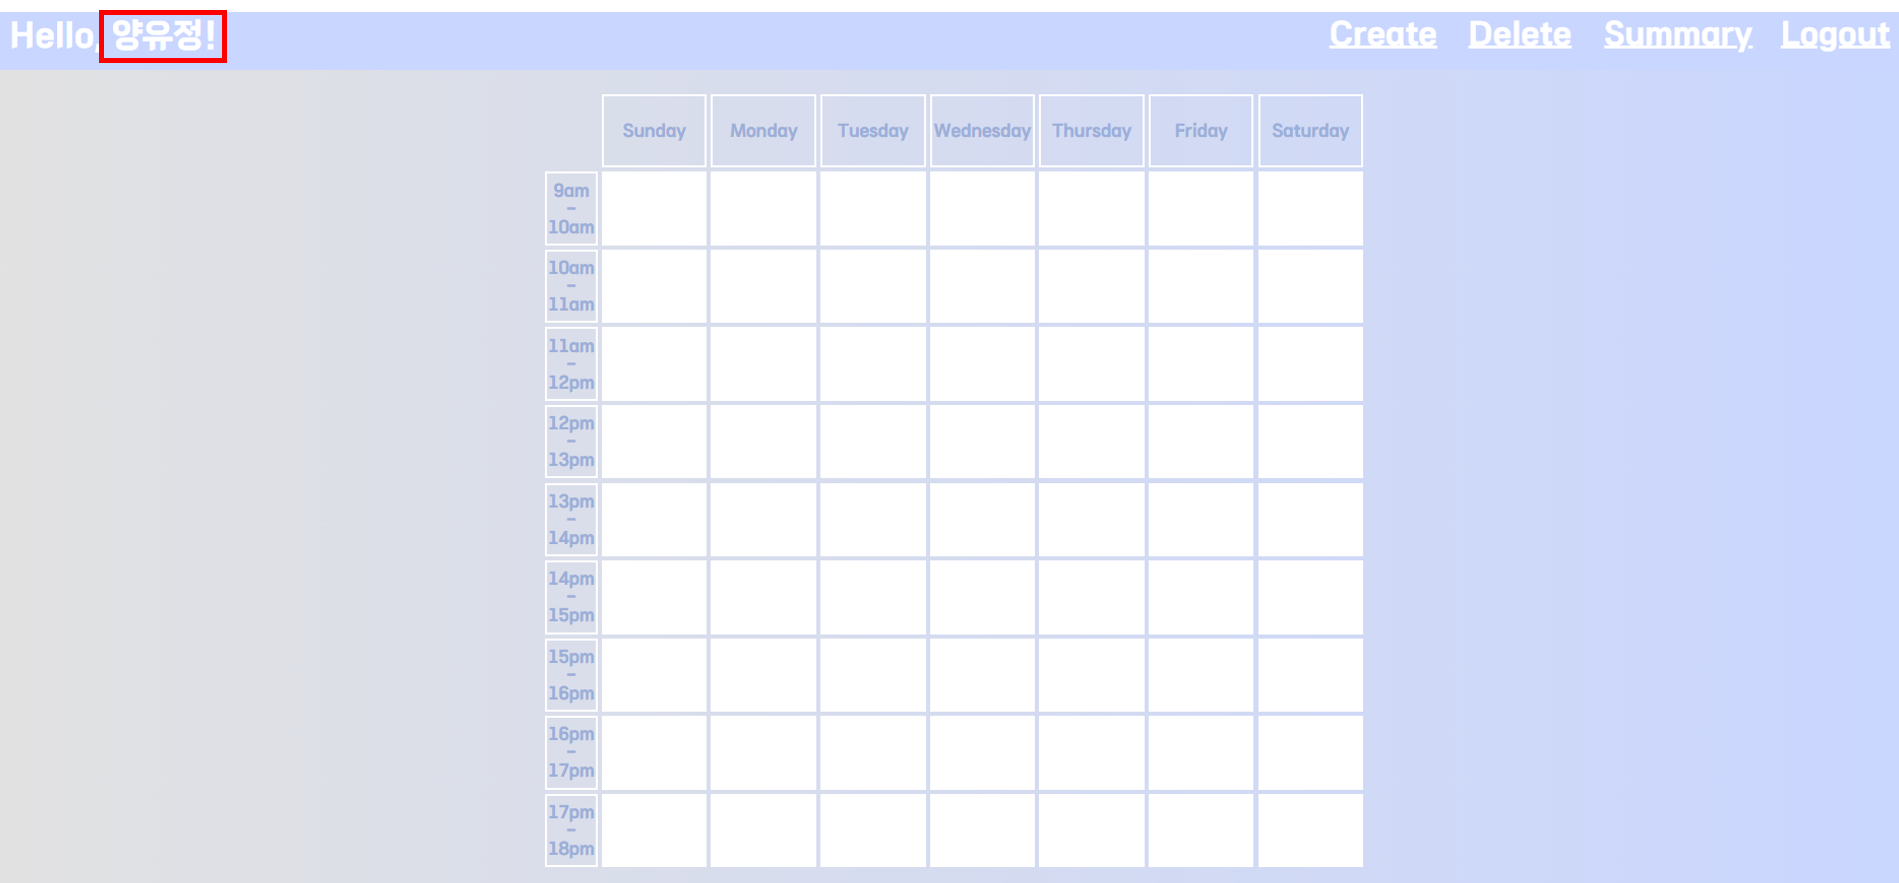 Hello, 양유정!
Create Delete Summary Logout
Sunday Monday Tuesday Wednesday Thursday Friday Saturday
9am
-
10am
10am
-
11am
11am
-
12pm
12pm
-
13pm
13pm
-
14pm
14pm
-
15pm
15pm
-
16pm
16pm
-
17pm
17pm
-
18pm